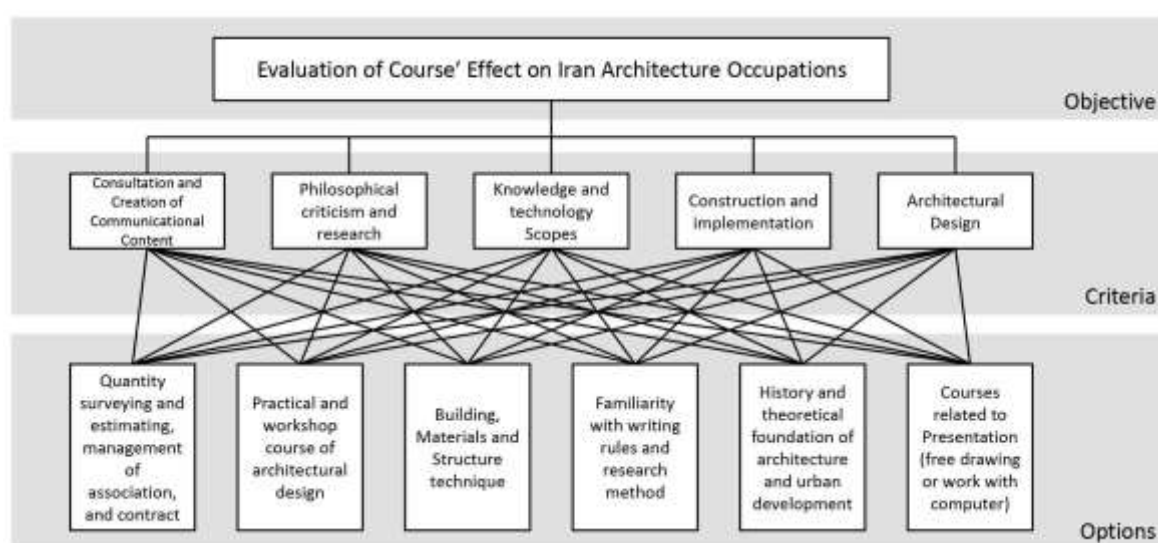 Evaluation of Course' Effect on Iran Architecture Occupations
Objective
Consultation and
Creation of
Communicational
Content
Philosophical
criticism and
research
Knowledge and
technology
Scopes
Construction and
implementation
Architectural
Design
Criteria
Quantity
surveying and
estimating,
management
of
association,
and contract
Practical and
workshop
course of
architectural
design
Building,
Materials and
Structure
technique
Familiarity
with writing
rules and
research
method
History and
theoretical
foundation of
architecture
and urban
development
Courses
related to
Presentation
(free drawing
or work with
computer)
Options